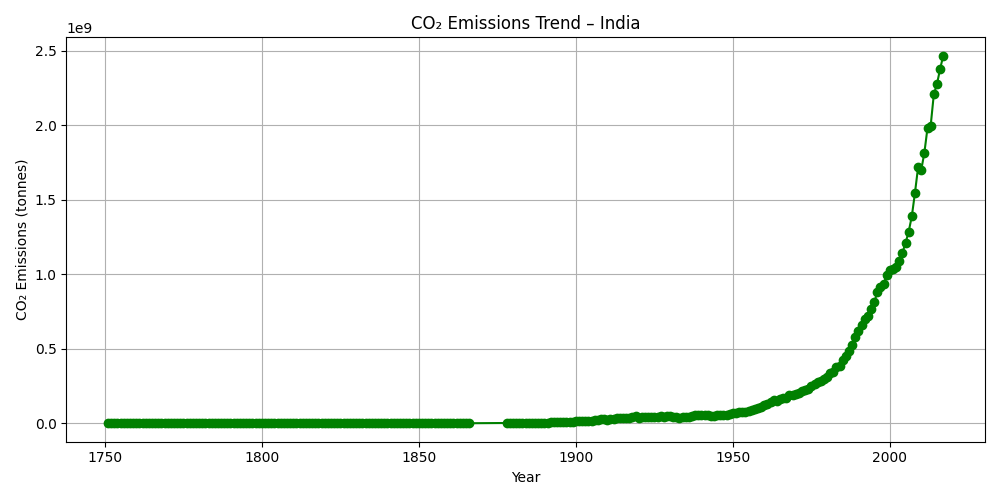 CO₂ Emissions Trend – India
1e9
2.5
2.0
1.5
1.0
0.5
0.0
CO₂ Emissions (tonnes)
1750 1800 1850 1900 1950 2000
Year